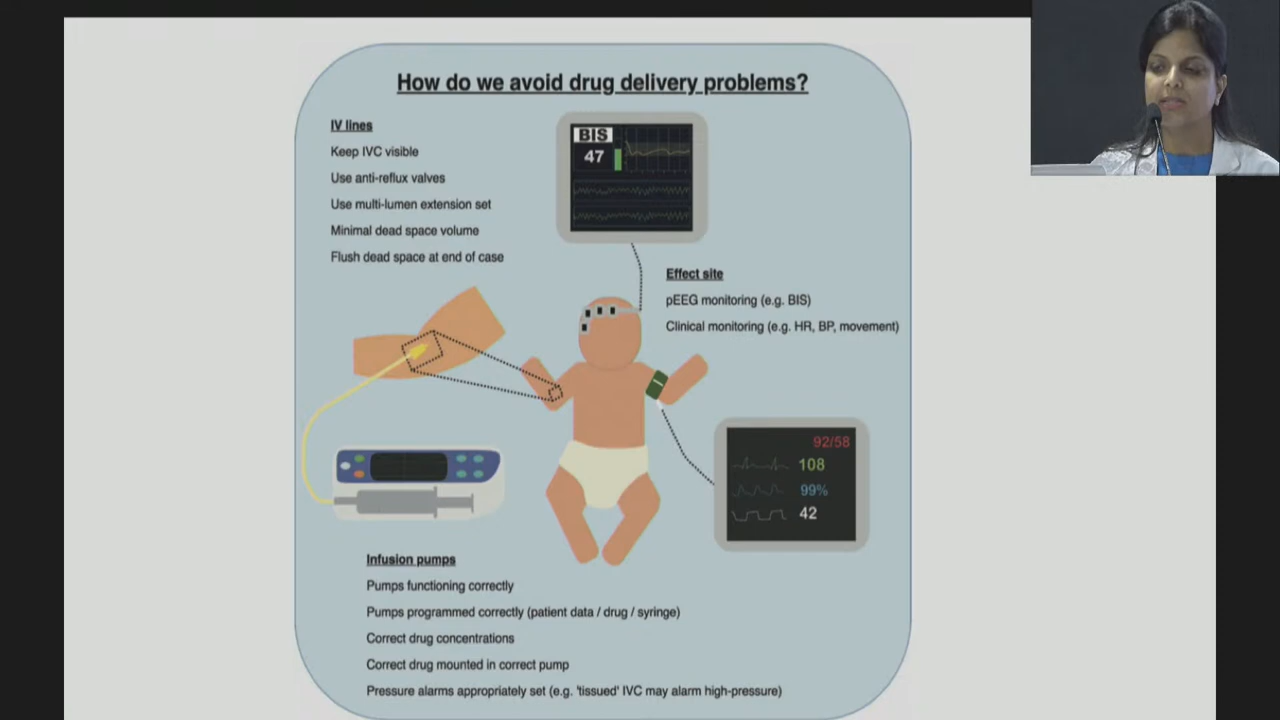 How do we avoid drug delivery problems?
IV lines
Keep IVC visible
Use anti-reflux valves
Use multi-lumen extension set
Minimal dead space volume
Flush dead space at end of case
BIS
47
Effect site
pEEG monitoring (e.g. BIS)
Clinical monitoring (e.g. HR, BP, movement)
92/58
108
99%
42
Infusion pumps
Pumps functioning correctly
Pumps programmed correctly (patient data / drug / syringe)
Correct drug concentrations
Correct drug mounted in correct pump
Pressure alarms appropriately set (e.g. 'tissued' IVC may alarm high-pressure)